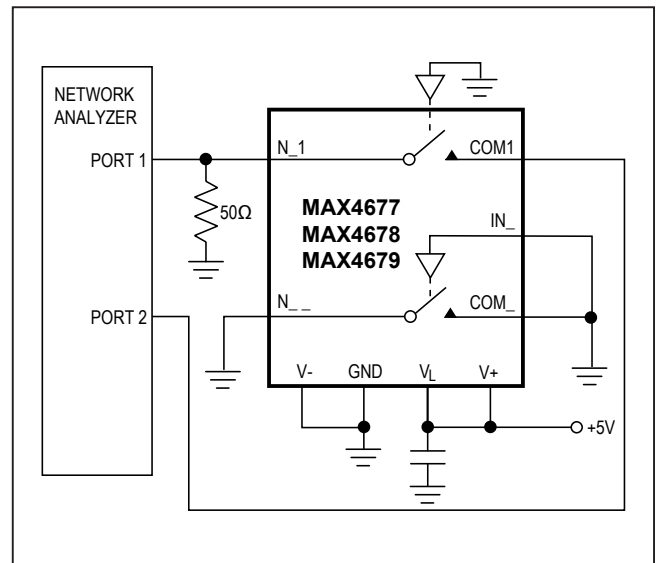 NETWORK
ANALYZER
PORT 1
N_1
COM1
50Ω
MAX4677
MAX4678
MAX4679
IN_
PORT 2
N_ _
COM_
V-
GND
VL
V+
+5V